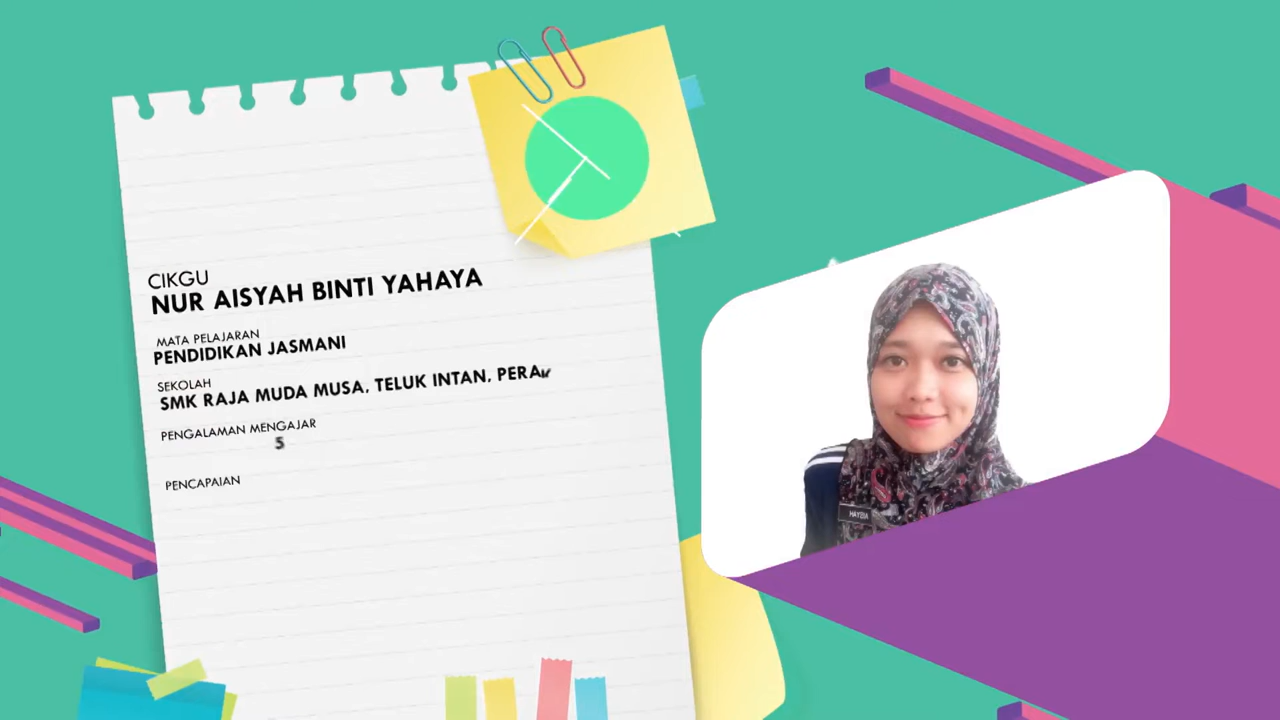 CIKGU
NUR AISYAH BINTI YAHAYA
MATA PELAJARAN
PENDIDIKAN JASMANI
SEKOLAH
SMK RAJA MUDA MUSA, TELUK INTAN, PERAK
PENGALAMAN MENGAJAR
5
PENCAPAIAN